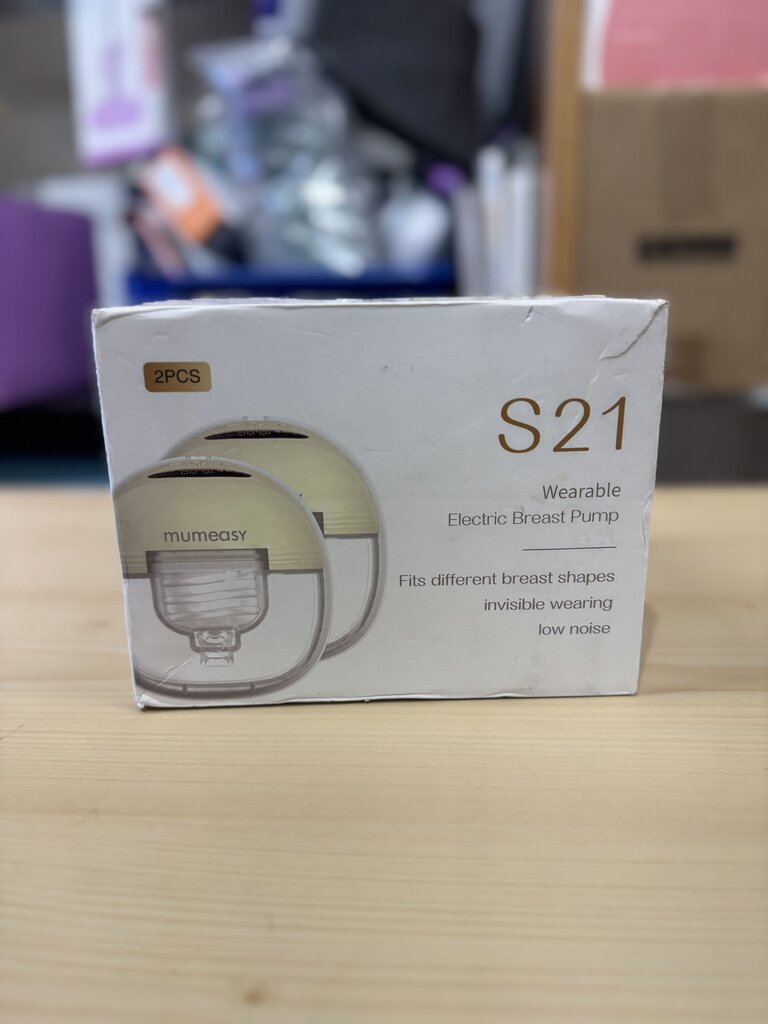 2PCS
S21
Wearable
Electric Breast Pump
mumeasy
Fits different breast shapes
invisible wearing
low noise